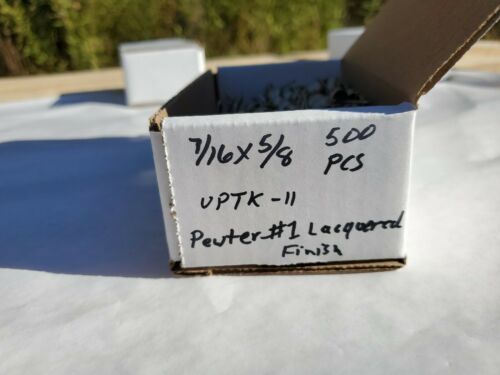 7/16 x 5/8 500 PCS
UPTK-11
Pewter #1 Lacquered
Finish